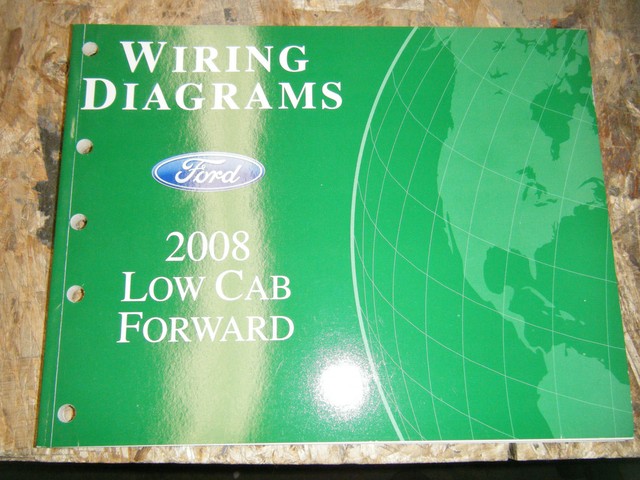 WIRING
DIAGRAMS
Ford
2008
LOW CAB
FORWARD